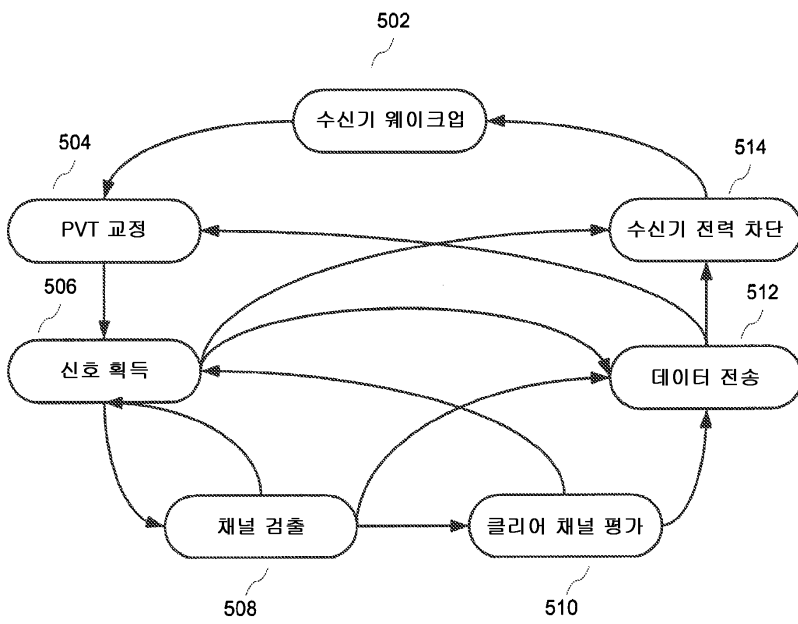 502
수신기 웨이크업
504
514
PVT 교정
수신기 전력 차단
506
512
신호 획득
데이터 전송
채널 검출
클리어 채널 평가
508
510